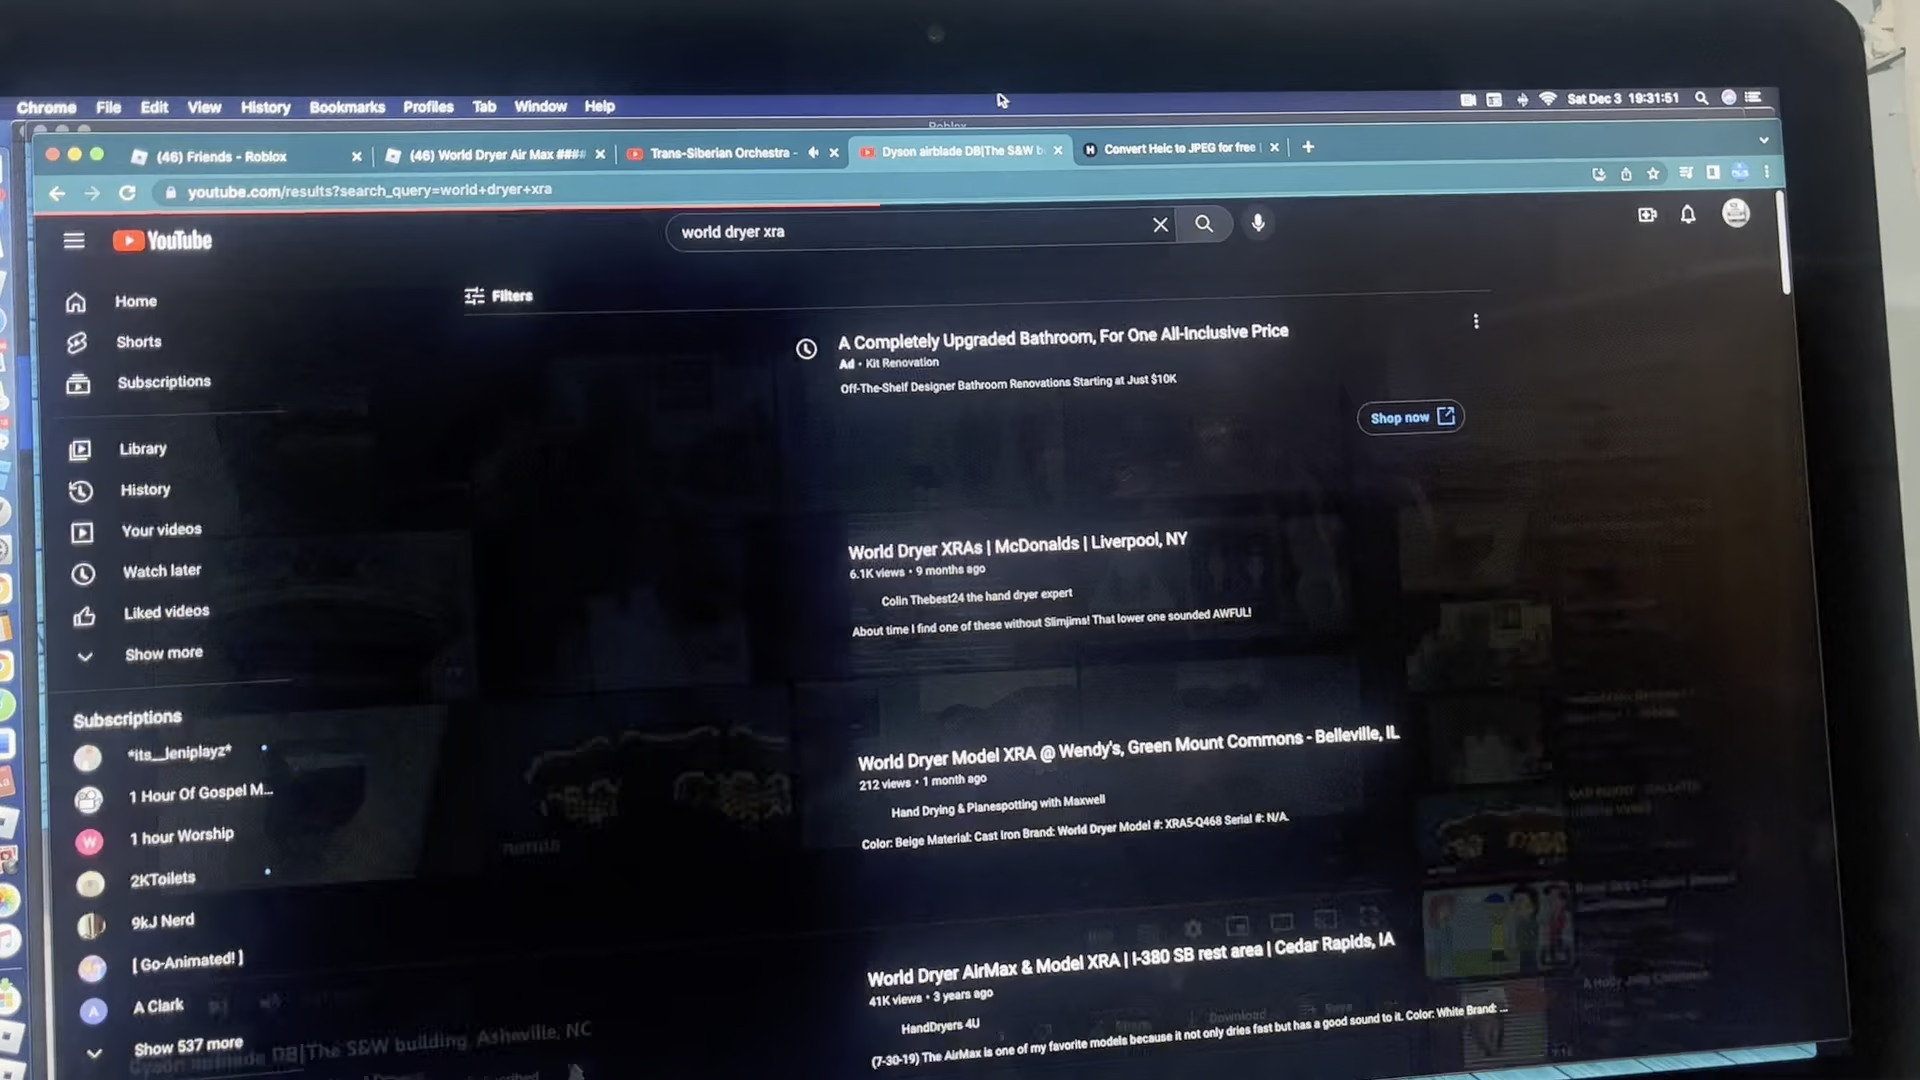 Chrome File Edit View History Bookmarks Profiles Tab Window Help Sat Dec 3 19:31:51
Roblox
(46) Friends - Roblox (46) World Dryer Air Max #### Trans-Siberian Orchestra - Dyson airblade DB|The S&W b Convert Heic to JPEG for free
youtube.com/results?search_query=world+dryer+xra
YouTube
world dryer xra
Home
Shorts
Subscriptions
Library
History
Your videos
Watch later
Liked videos
Show more
Subscriptions
*its__leniplayz*
1 Hour Of Gospel M...
W 1 hour Worship
2KToilets
9kJ Nerd
[ Go-Animated! ]
A A Clark
Show 537 more
Filters
A Completely Upgraded Bathroom, For One All-Inclusive Price
Ad · Kit Renovation
Off-The-Shelf Designer Bathroom Renovations Starting at Just $10K
Shop now
World Dryer XRAs | McDonalds | Liverpool, NY
6.1K views • 9 months ago
Colin Thebest24 the hand dryer expert
About time I find one of these without Slimjims! That lower one sounded AWFUL!
World Dryer Model XRA @ Wendy's, Green Mount Commons - Belleville, IL
212 views • 1 month ago
Hand Drying & Planespotting with Maxwell
Color: Beige Material: Cast Iron Brand: World Dryer Model #: XRA5-Q468 Serial #: N/A.
World Dryer AirMax & Model XRA | I-380 SB rest area | Cedar Rapids, IA
41K views • 3 years ago
HandDryers 4U
(7-30-19) The AirMax is one of my favorite models because it not only dries fast but has a good sound to it. Color: White Brand: ...
Download
Dyson airblade DB|The S&W building, Asheville, NC